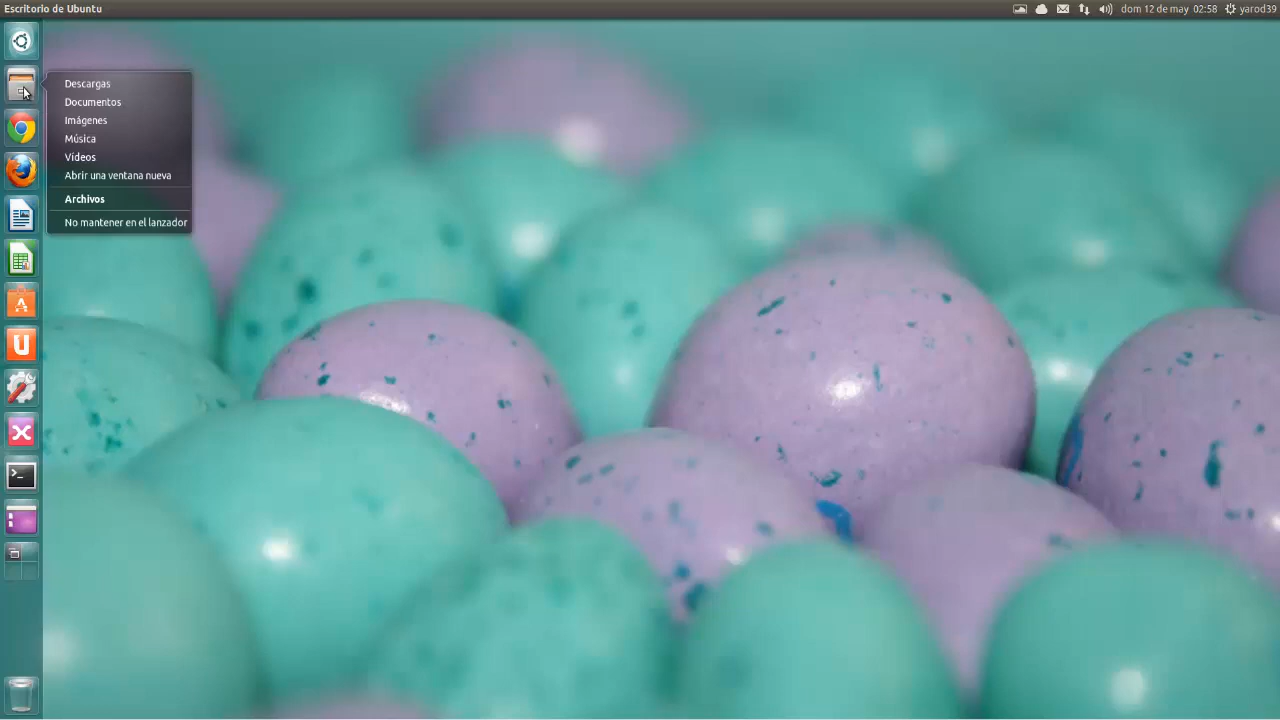 Escritorio de Ubuntu
dom 12 de may 02:58
yarod39
Descargas
Documentos
Imágenes
Música
Vídeos
Abrir una ventana nueva
Archivos
No mantener en el lanzador